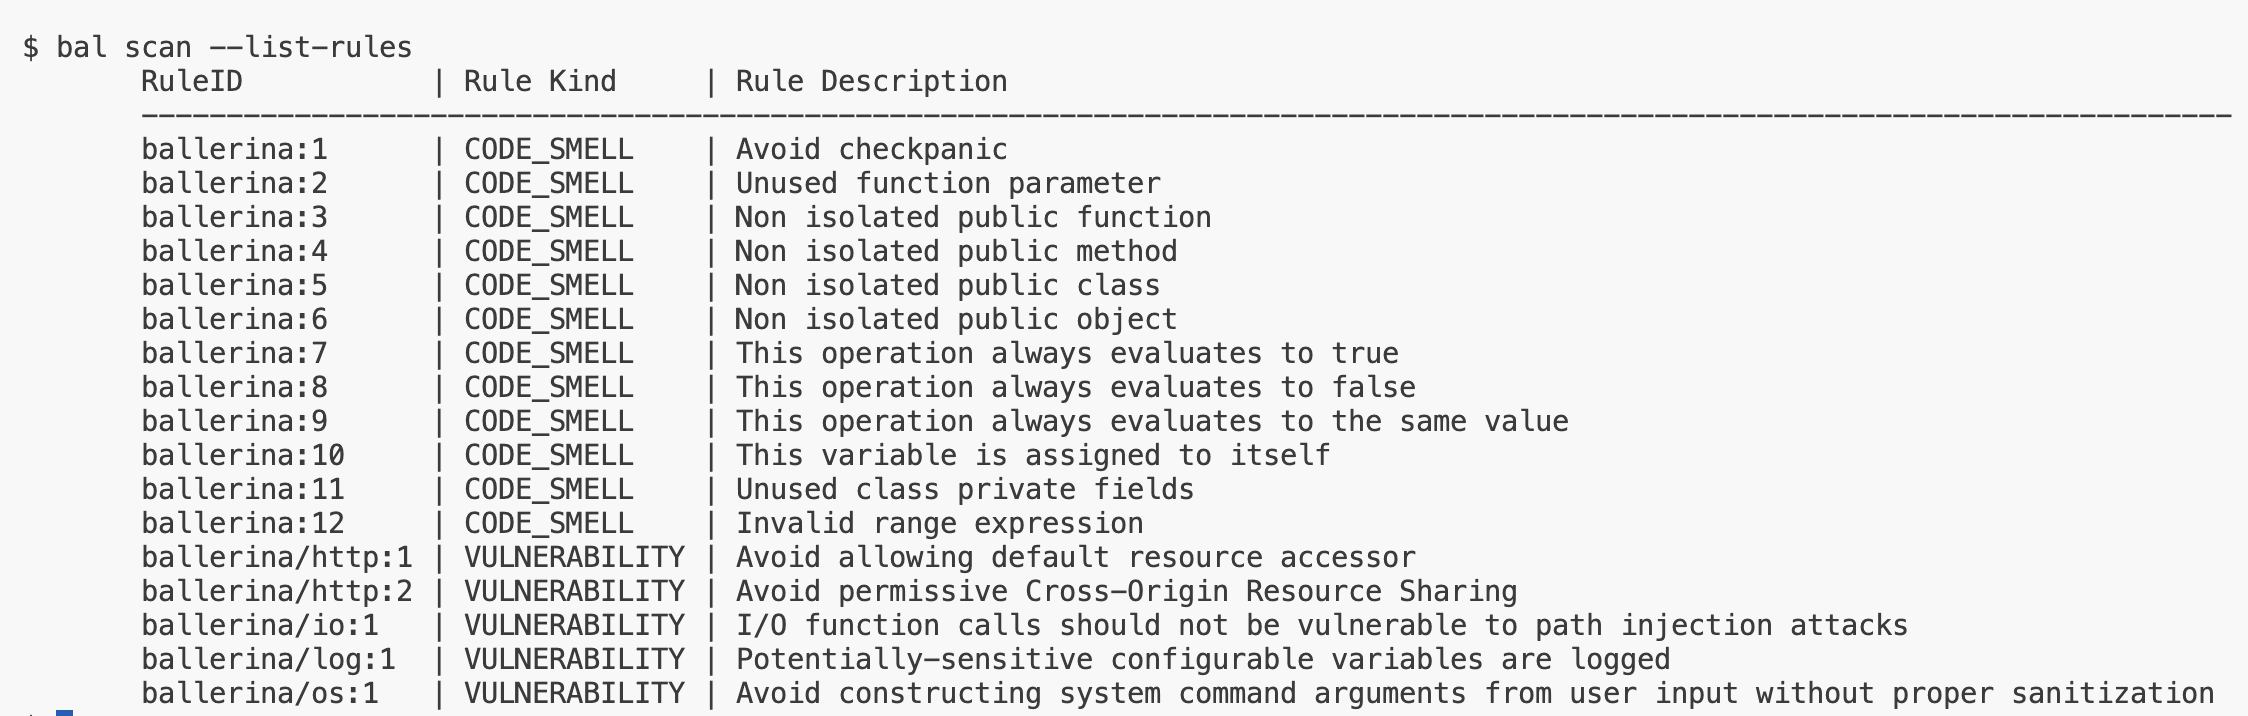 $ bal scan --list-rules
RuleID | Rule Kind | Rule Description
--------------------------------------------------------------------------------------------------------------------------------
ballerina:1 | CODE_SMELL | Avoid checkpanic
ballerina:2 | CODE_SMELL | Unused function parameter
ballerina:3 | CODE_SMELL | Non isolated public function
ballerina:4 | CODE_SMELL | Non isolated public method
ballerina:5 | CODE_SMELL | Non isolated public class
ballerina:6 | CODE_SMELL | Non isolated public object
ballerina:7 | CODE_SMELL | This operation always evaluates to true
ballerina:8 | CODE_SMELL | This operation always evaluates to false
ballerina:9 | CODE_SMELL | This operation always evaluates to the same value
ballerina:10 | CODE_SMELL | This variable is assigned to itself
ballerina:11 | CODE_SMELL | Unused class private fields
ballerina:12 | CODE_SMELL | Invalid range expression
ballerina/http:1 | VULNERABILITY | Avoid allowing default resource accessor
ballerina/http:2 | VULNERABILITY | Avoid permissive Cross-Origin Resource Sharing
ballerina/io:1 | VULNERABILITY | I/O function calls should not be vulnerable to path injection attacks
ballerina/log:1 | VULNERABILITY | Potentially-sensitive configurable variables are logged
ballerina/os:1 | VULNERABILITY | Avoid constructing system command arguments from user input without proper sanitization